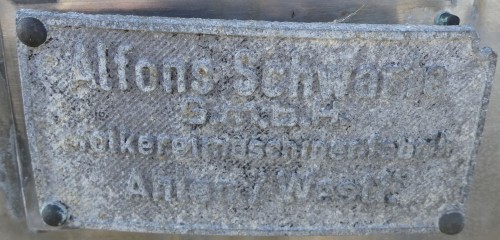 Alfons Schwarte
G.M.B.H.
Molkereimaschinenfabrik
Ahlen / Westf.